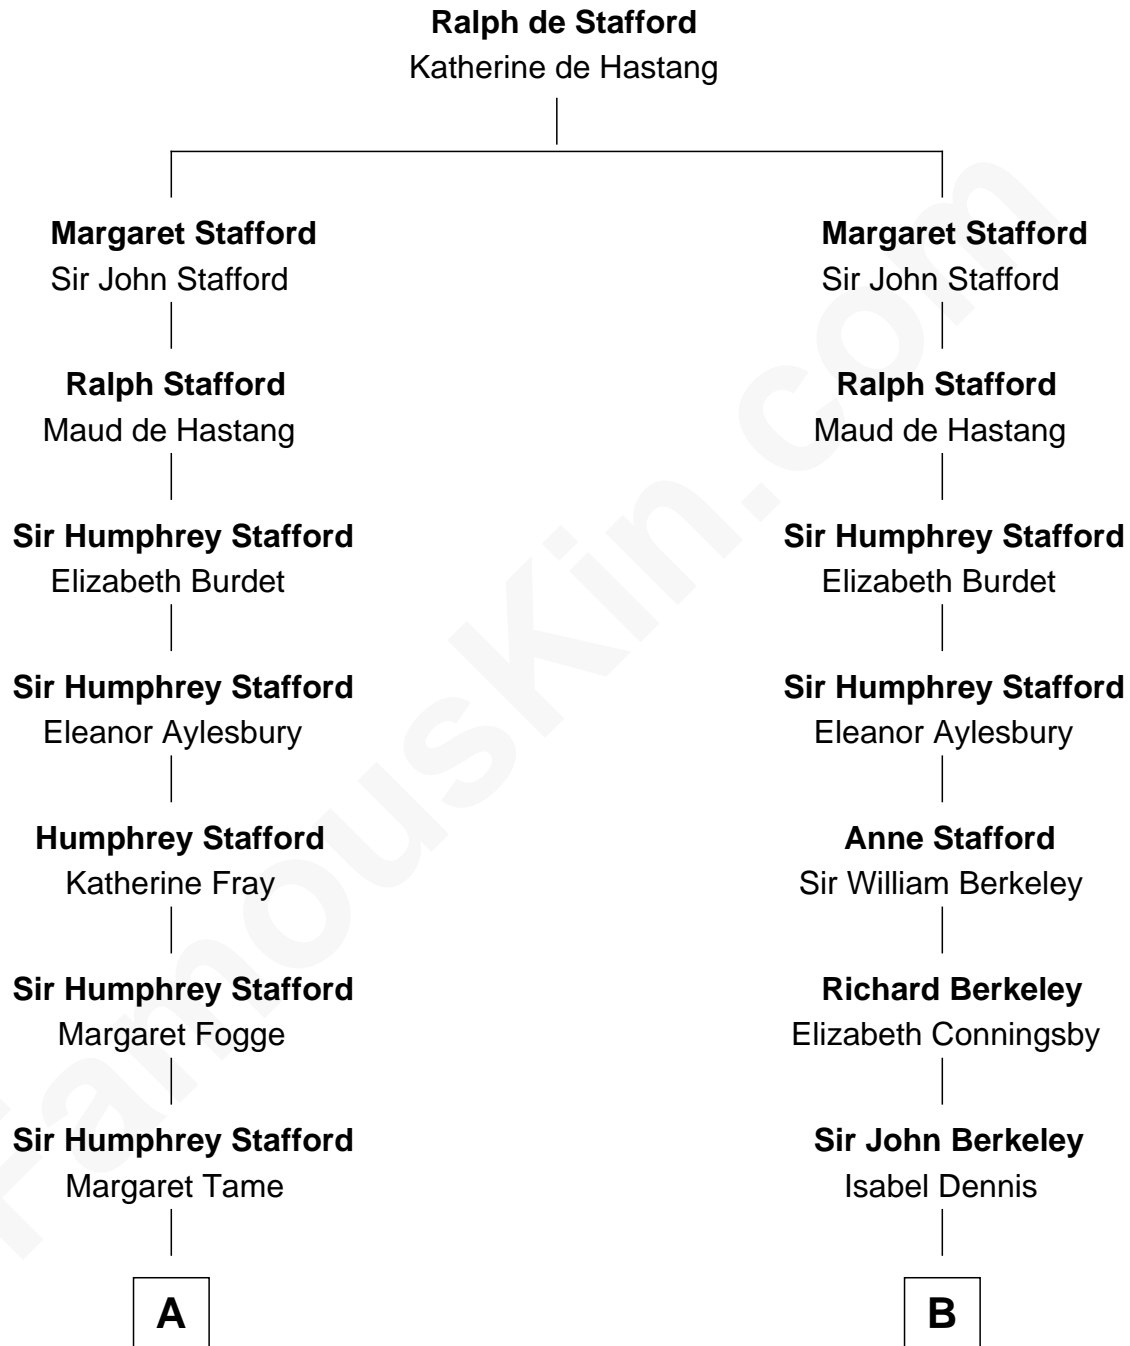 Ralph de Stafford
Katherine de Hastang
Margaret Stafford
Sir John Stafford
Margaret Stafford
Sir John Stafford
Ralph Stafford
Maud de Hastang
Ralph Stafford
Maud de Hastang
Sir Humphrey Stafford
Elizabeth Burdet
Sir Humphrey Stafford
Elizabeth Burdet
Sir Humphrey Stafford
Eleanor Aylesbury
Sir Humphrey Stafford
Eleanor Aylesbury
Humphrey Stafford
Katherine Fray
Anne Stafford
Sir William Berkeley
Sir Humphrey Stafford
Margaret Fogge
Richard Berkeley
Elizabeth Conningsby
Sir Humphrey Stafford
Margaret Tame
Sir John Berkeley
Isabel Dennis
A
B
FamousKin.com